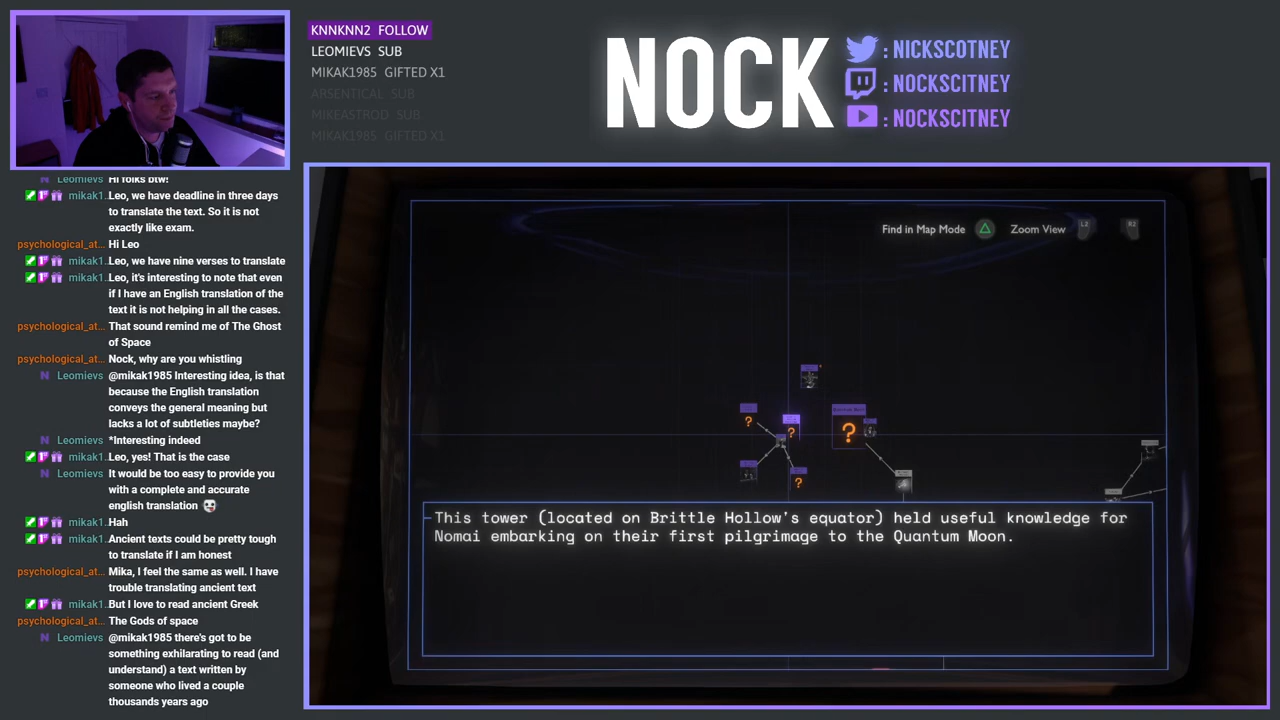 KNNKNN2 FOLLOW
LEOMIEVS SUB
MIKAK1985 GIFTED X1
ARSENTICAL SUB
MIKEASTROD SUB
MIKAK1985 GIFTED X1
NOCK
: NICKSCOTNEY
: NOCKSCITNEY
: NOCKSCITNEY
Leomievs Hi folks btw!
mikak1.. Leo, we have deadline in three days
to translate the text. So it is not
exactly like exam.
psychological_at... Hi Leo
mikak1.. Leo, we have nine verses to translate
mikak1.. Leo, it's interesting to note that even
if I have an English translation of the
text it is not helping in all the cases.
psychological_at... That sound remind me of The Ghost
of Space
psychological_at... Nock, why are you whistling
N Leomievs @mikak1985 Interesting idea, is that
because the English translation
conveys the general meaning but
lacks a lot of subtleties maybe?
N Leomievs *Interesting indeed
mikak1.. Leo, yes! That is the case
N Leomievs It would be too easy to provide you
with a complete and accurate
english translation
mikak1.. Hah
mikak1.. Ancient texts could be pretty tough
to translate if I am honest
psychological_at... Mika, I feel the same as well. I have
trouble translating ancient text
mikak1.. But I love to read ancient Greek
psychological_at... The Gods of space
N Leomievs @mikak1985 there's got to be
something exhilarating to read (and
understand) a text written by
someone who lived a couple
thousands years ago
Find in Map Mode Zoom View L2 R2
? ? ? ?
This tower (located on Brittle Hollow's equator) held useful knowledge for
Nomai embarking on their first pilgrimage to the Quantum Moon.